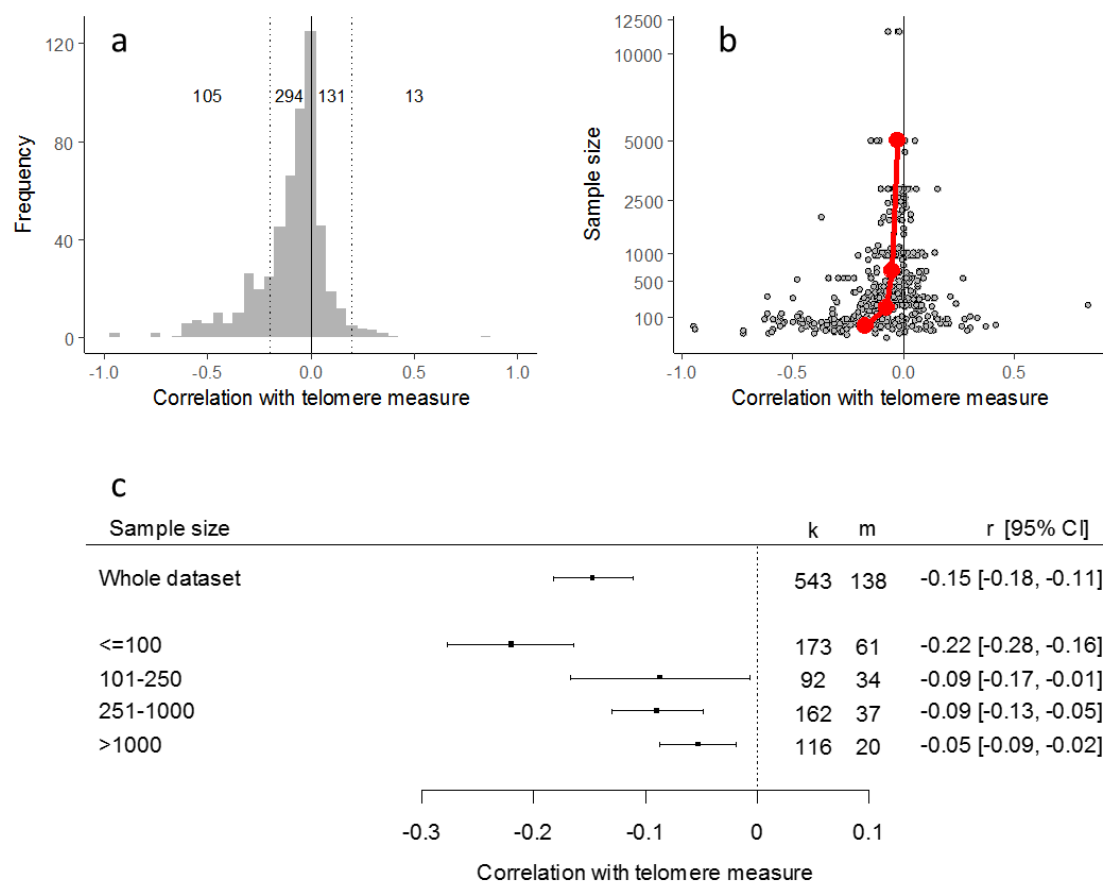 a
105
294
131
13
120
80
40
0
Frequency
-1.0
-0.5
0.0
0.5
1.0
Correlation with telomere measure
b
12500
10000
5000
2500
1000
500
100
Sample size
-1.0
-0.5
0.0
0.5
Correlation with telomere measure
c
Sample size k m r [95% CI]
Whole dataset 543 138 -0.15 [-0.18, -0.11]
<=100 173 61 -0.22 [-0.28, -0.16]
101-250 92 34 -0.09 [-0.17, -0.01]
251-1000 162 37 -0.09 [-0.13, -0.05]
>1000 116 20 -0.05 [-0.09, -0.02]
-0.3 -0.2 -0.1 0 0.1
Correlation with telomere measure